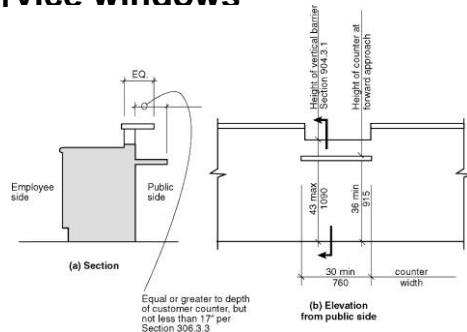 rvice windows
EQ.
Employee
side
Public
side
(a) Section
Equal or greater to depth
of customer counter, but
not less than 17" per
Section 306.3.3
Height of vertical barrier
Section 904.3.1
Height of counter at
forward approach
43 max
1090
36 min
915
30 min
760
counter
width
(b) Elevation
from public side